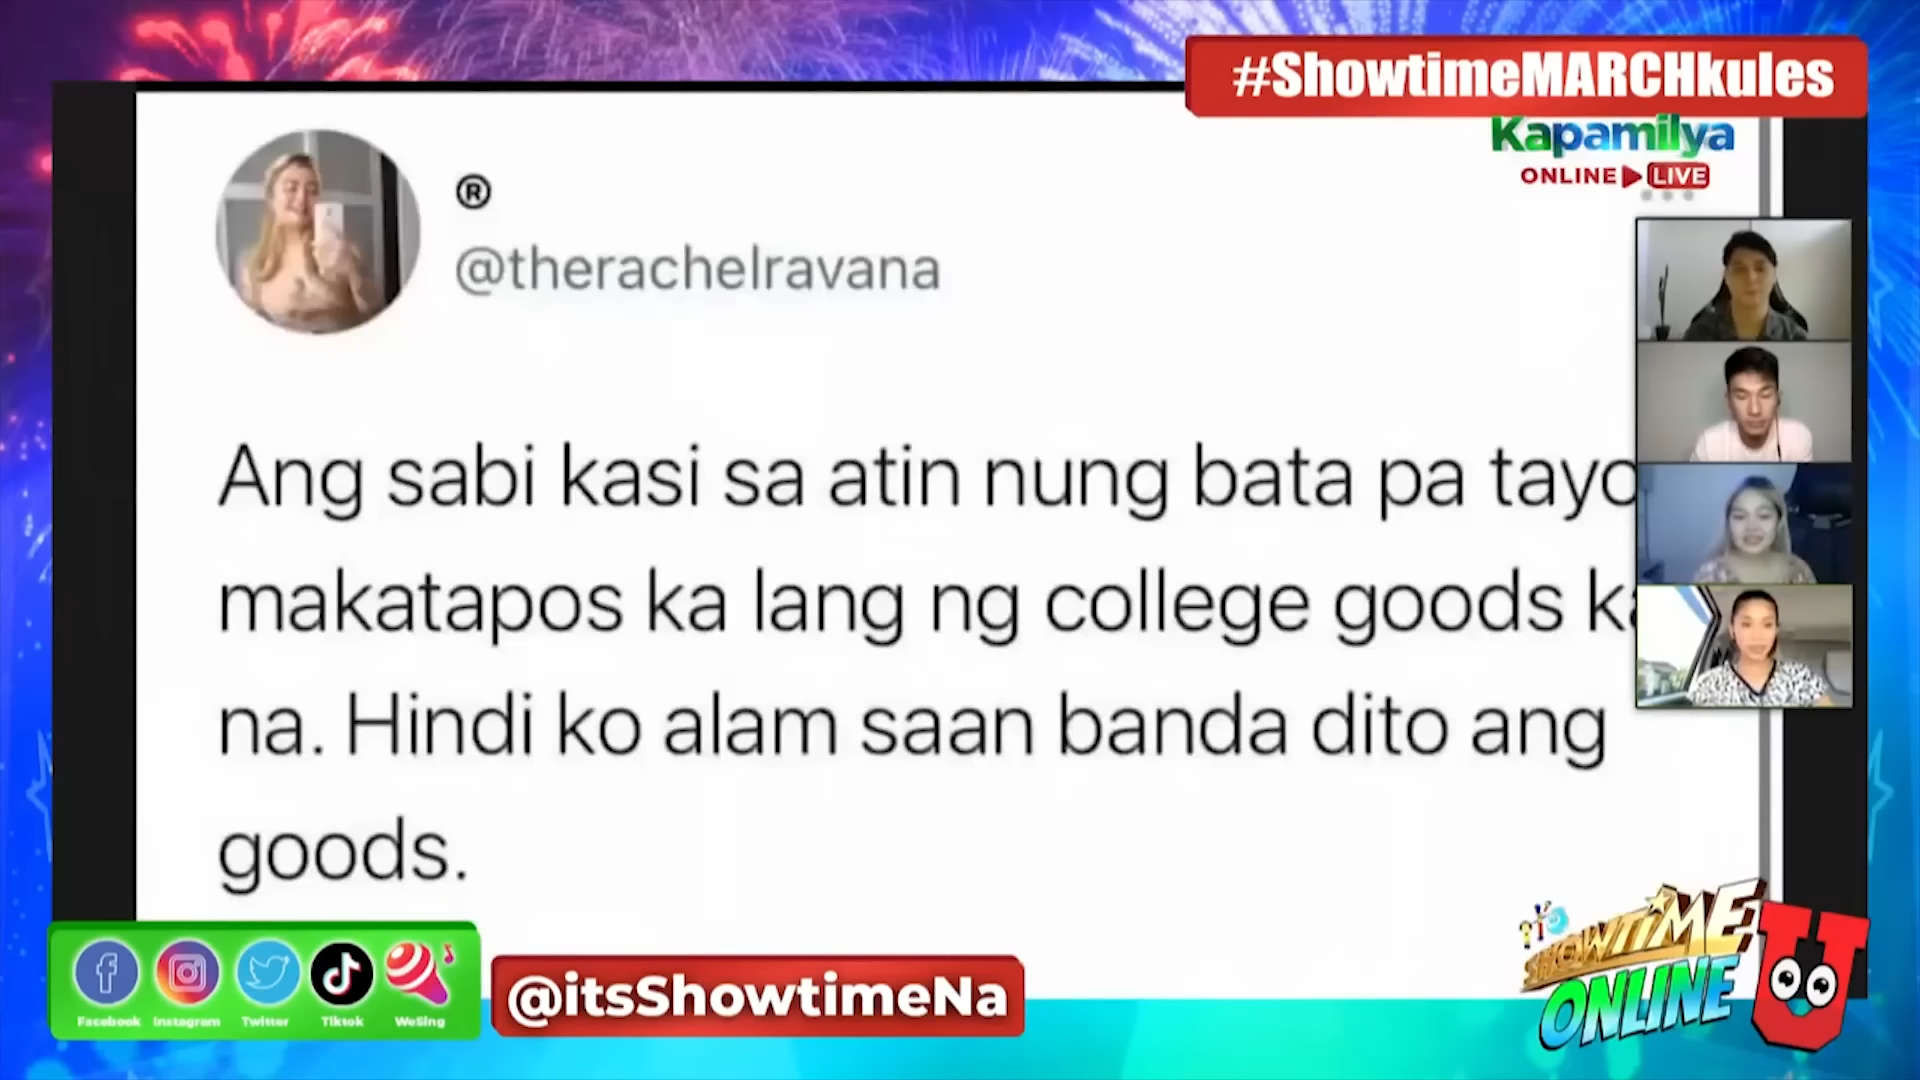 #ShowtimeMARCHkules
Kapamilya
ONLINE LIVE
®
@therachelravana
Ang sabi kasi sa atin nung bata pa tayo
makatapos ka lang ng college goods ka
na. Hindi ko alam saan banda dito ang
goods.
Facebook Instagram Twitter Tiktok WeSing
@itsShowtimeNa
SHOWTIME
ONLINE U